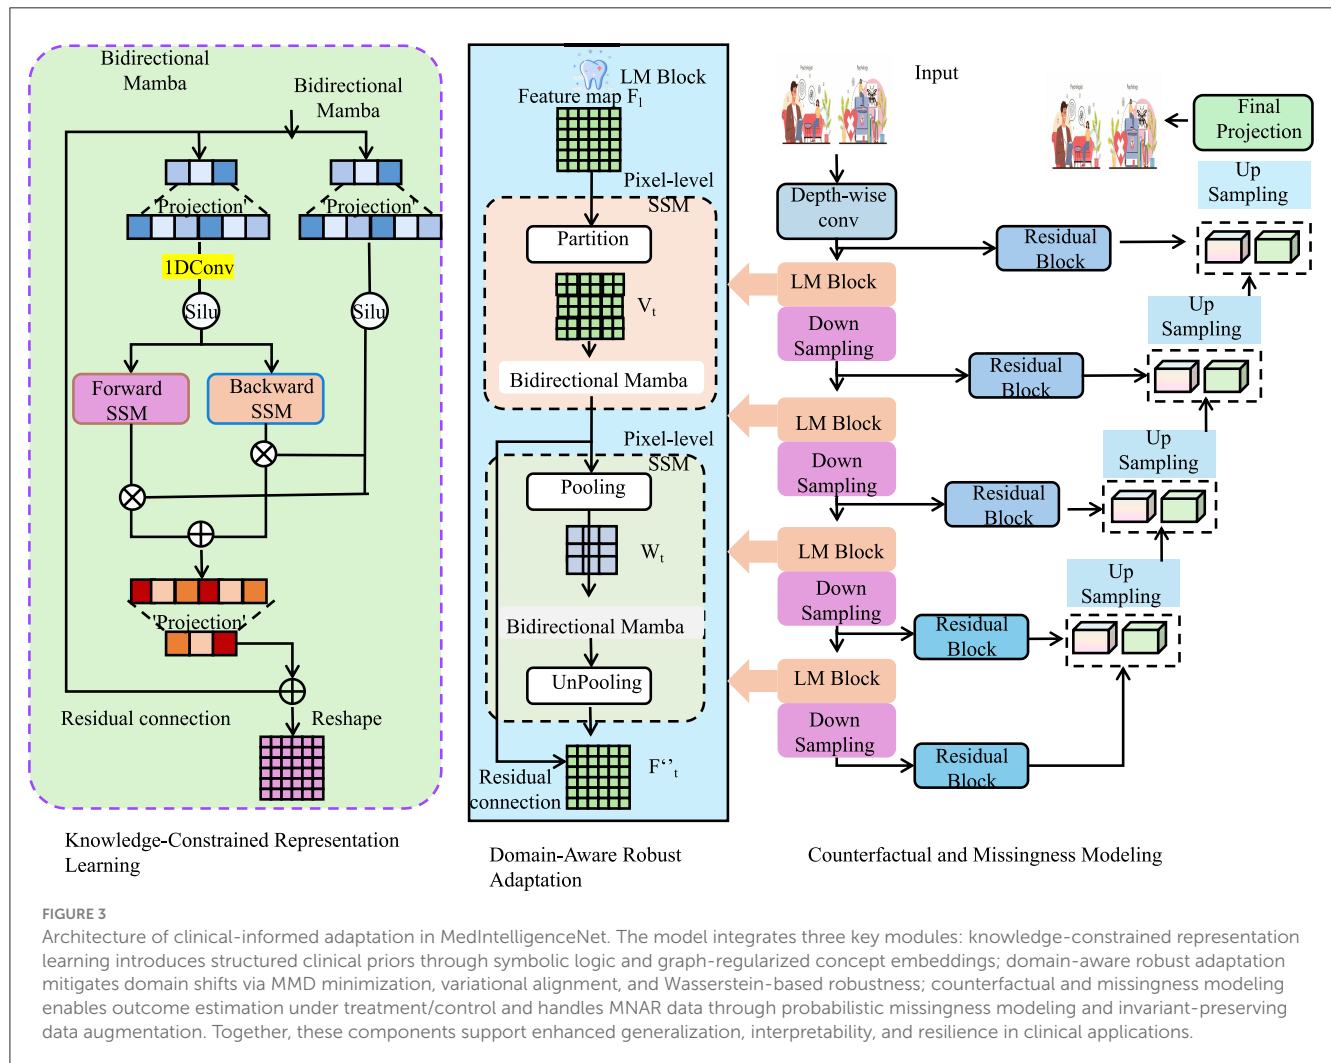 Bidirectional
Mamba
Bidirectional
Mamba
'Projection'
'Projection'
1DConv
Silu
Silu
Forward
SSM
Backward
SSM
'Projection'
Residual connection
Reshape
Knowledge-Constrained Representation
Learning
LM Block
Feature map F_l
Pixel-level
SSM
Partition
V_t
Bidirectional Mamba
Pixel-level
SSM
Pooling
W_t
Bidirectional Mamba
UnPooling
F‘’_t
Residual
connection
Domain-Aware Robust
Adaptation
Input
Final
Projection
Up
Sampling
Depth-wise
conv
Residual
Block
LM Block
Down
Sampling
Up
Sampling
Residual
Block
LM Block
Down
Sampling
Up
Sampling
Residual
Block
LM Block
Down
Sampling
Up
Sampling
Residual
Block
LM Block
Down
Sampling
Residual
Block
Counterfactual and Missingness Modeling
FIGURE 3
Architecture of clinical-informed adaptation in MedIntelligenceNet. The model integrates three key modules: knowledge-constrained representation
learning introduces structured clinical priors through symbolic logic and graph-regularized concept embeddings; domain-aware robust adaptation
mitigates domain shifts via MMD minimization, variational alignment, and Wasserstein-based robustness; counterfactual and missingness modeling
enables outcome estimation under treatment/control and handles MNAR data through probabilistic missingness modeling and invariant-preserving
data augmentation. Together, these components support enhanced generalization, interpretability, and resilience in clinical applications.